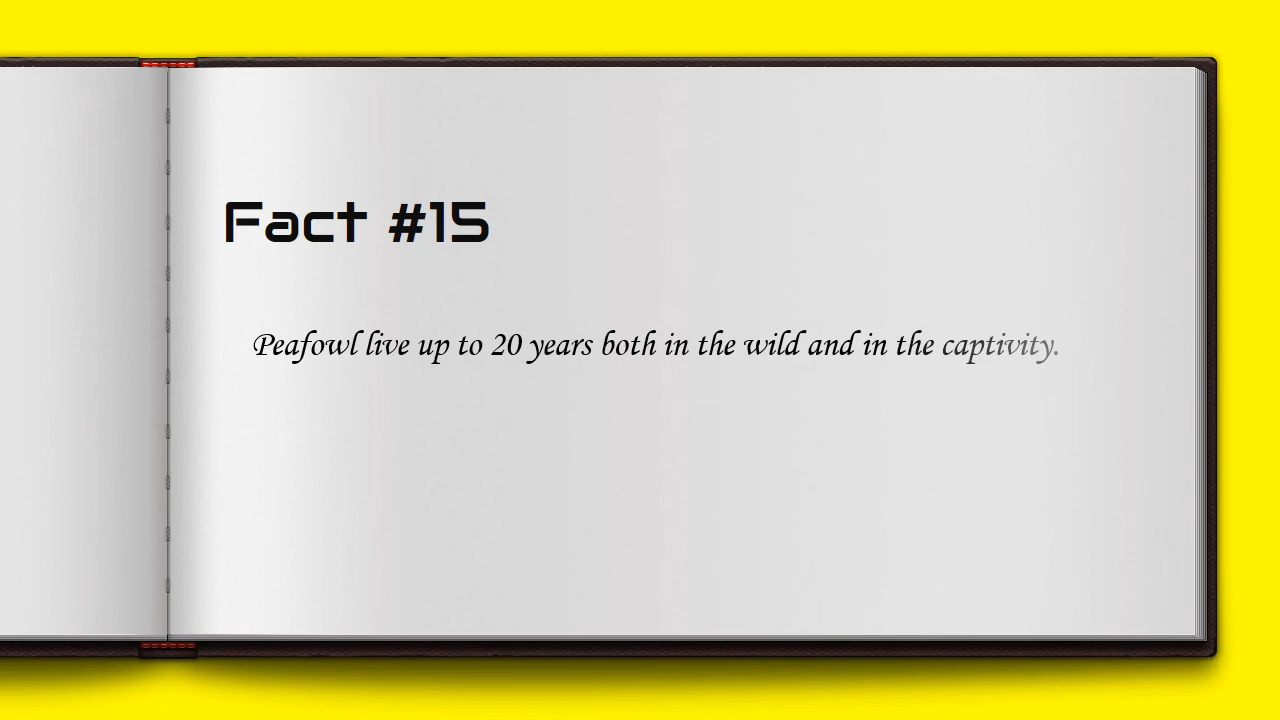 Fact #15
Peafowl live up to 20 years both in the wild and in the captivity.